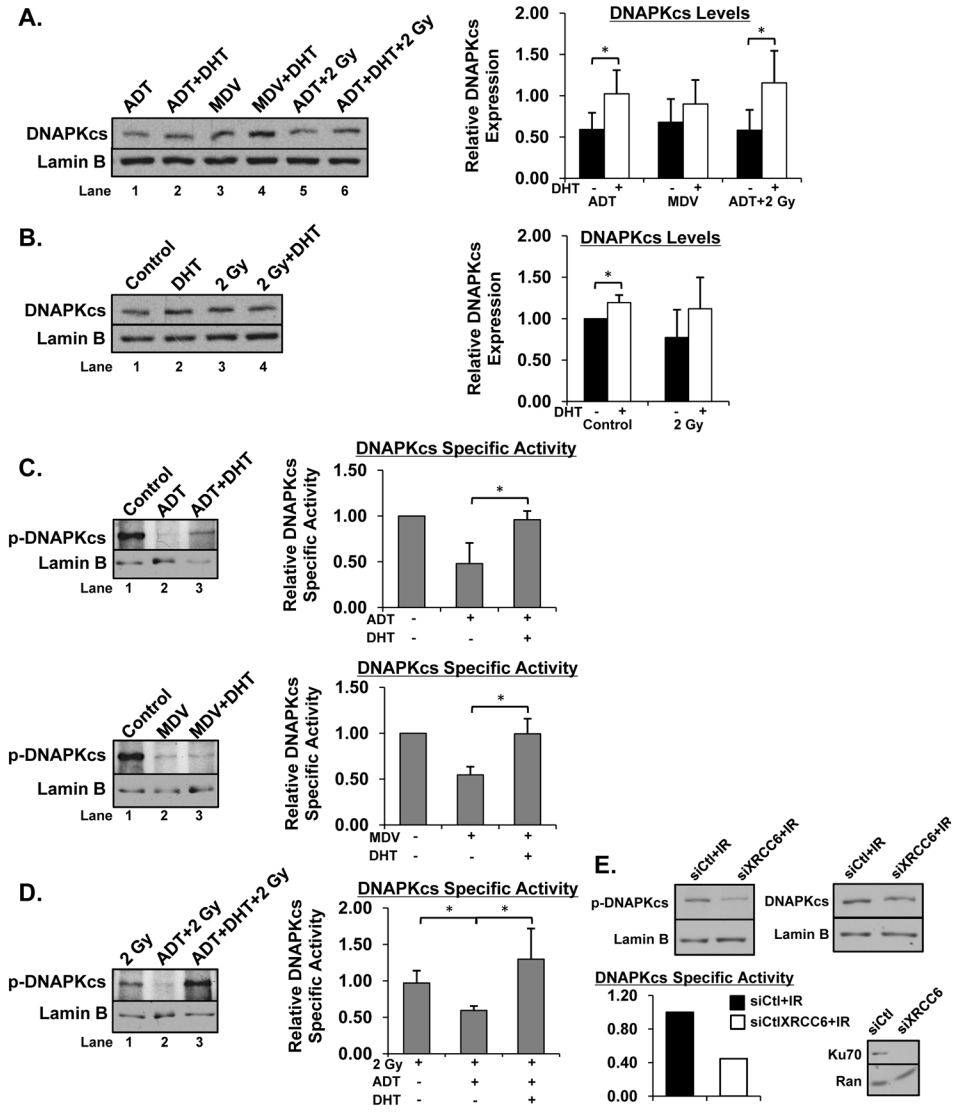 A.
ADT
ADT+DHT
MDV
MDV+DHT
ADT+2 Gy
ADT+DHT+2 Gy
DNAPKcs
Lamin B
Lane 1 2 3 4 5 6
DNAPKcs Levels
Relative DNAPKcs
Expression
2.00
1.50
1.00
0.50
0.00
*
*
DHT - + - + - +
ADT MDV ADT+2 Gy
B.
Control
DHT
2 Gy
2 Gy+DHT
DNAPKcs
Lamin B
Lane 1 2 3 4
DNAPKcs Levels
Relative DNAPKcs
Expression
2.00
1.50
1.00
0.50
0.00
*
DHT - + - +
Control 2 Gy
C.
Control
ADT
ADT+DHT
p-DNAPKcs
Lamin B
Lane 1 2 3
DNAPKcs Specific Activity
Relative DNAPKcs
Specific Activity
1.50
1.00
0.50
0.00
*
ADT - + +
DHT - - +
Control
MDV
MDV+DHT
p-DNAPKcs
Lamin B
Lane 1 2 3
DNAPKcs Specific Activity
Relative DNAPKcs
Specific Activity
1.50
1.00
0.50
0.00
*
MDV - + +
DHT - - +
D.
2 Gy
ADT+2 Gy
ADT+DHT+2 Gy
p-DNAPKcs
Lamin B
Lane 1 2 3
DNAPKcs Specific Activity
Relative DNAPKcs
Specific Activity
2.00
1.50
1.00
0.50
0.00
* *
2 Gy + + +
ADT - + +
DHT - - +
E.
siCtl+IR
siXRCC6+IR
p-DNAPKcs
Lamin B
siCtl+IR
siXRCC6+IR
DNAPKcs
Lamin B
DNAPKcs Specific Activity
1.20
0.80
0.40
0.00
siCtl+IR
siCtlXRCC6+IR
siCtl
siXRCC6
Ku70
Ran